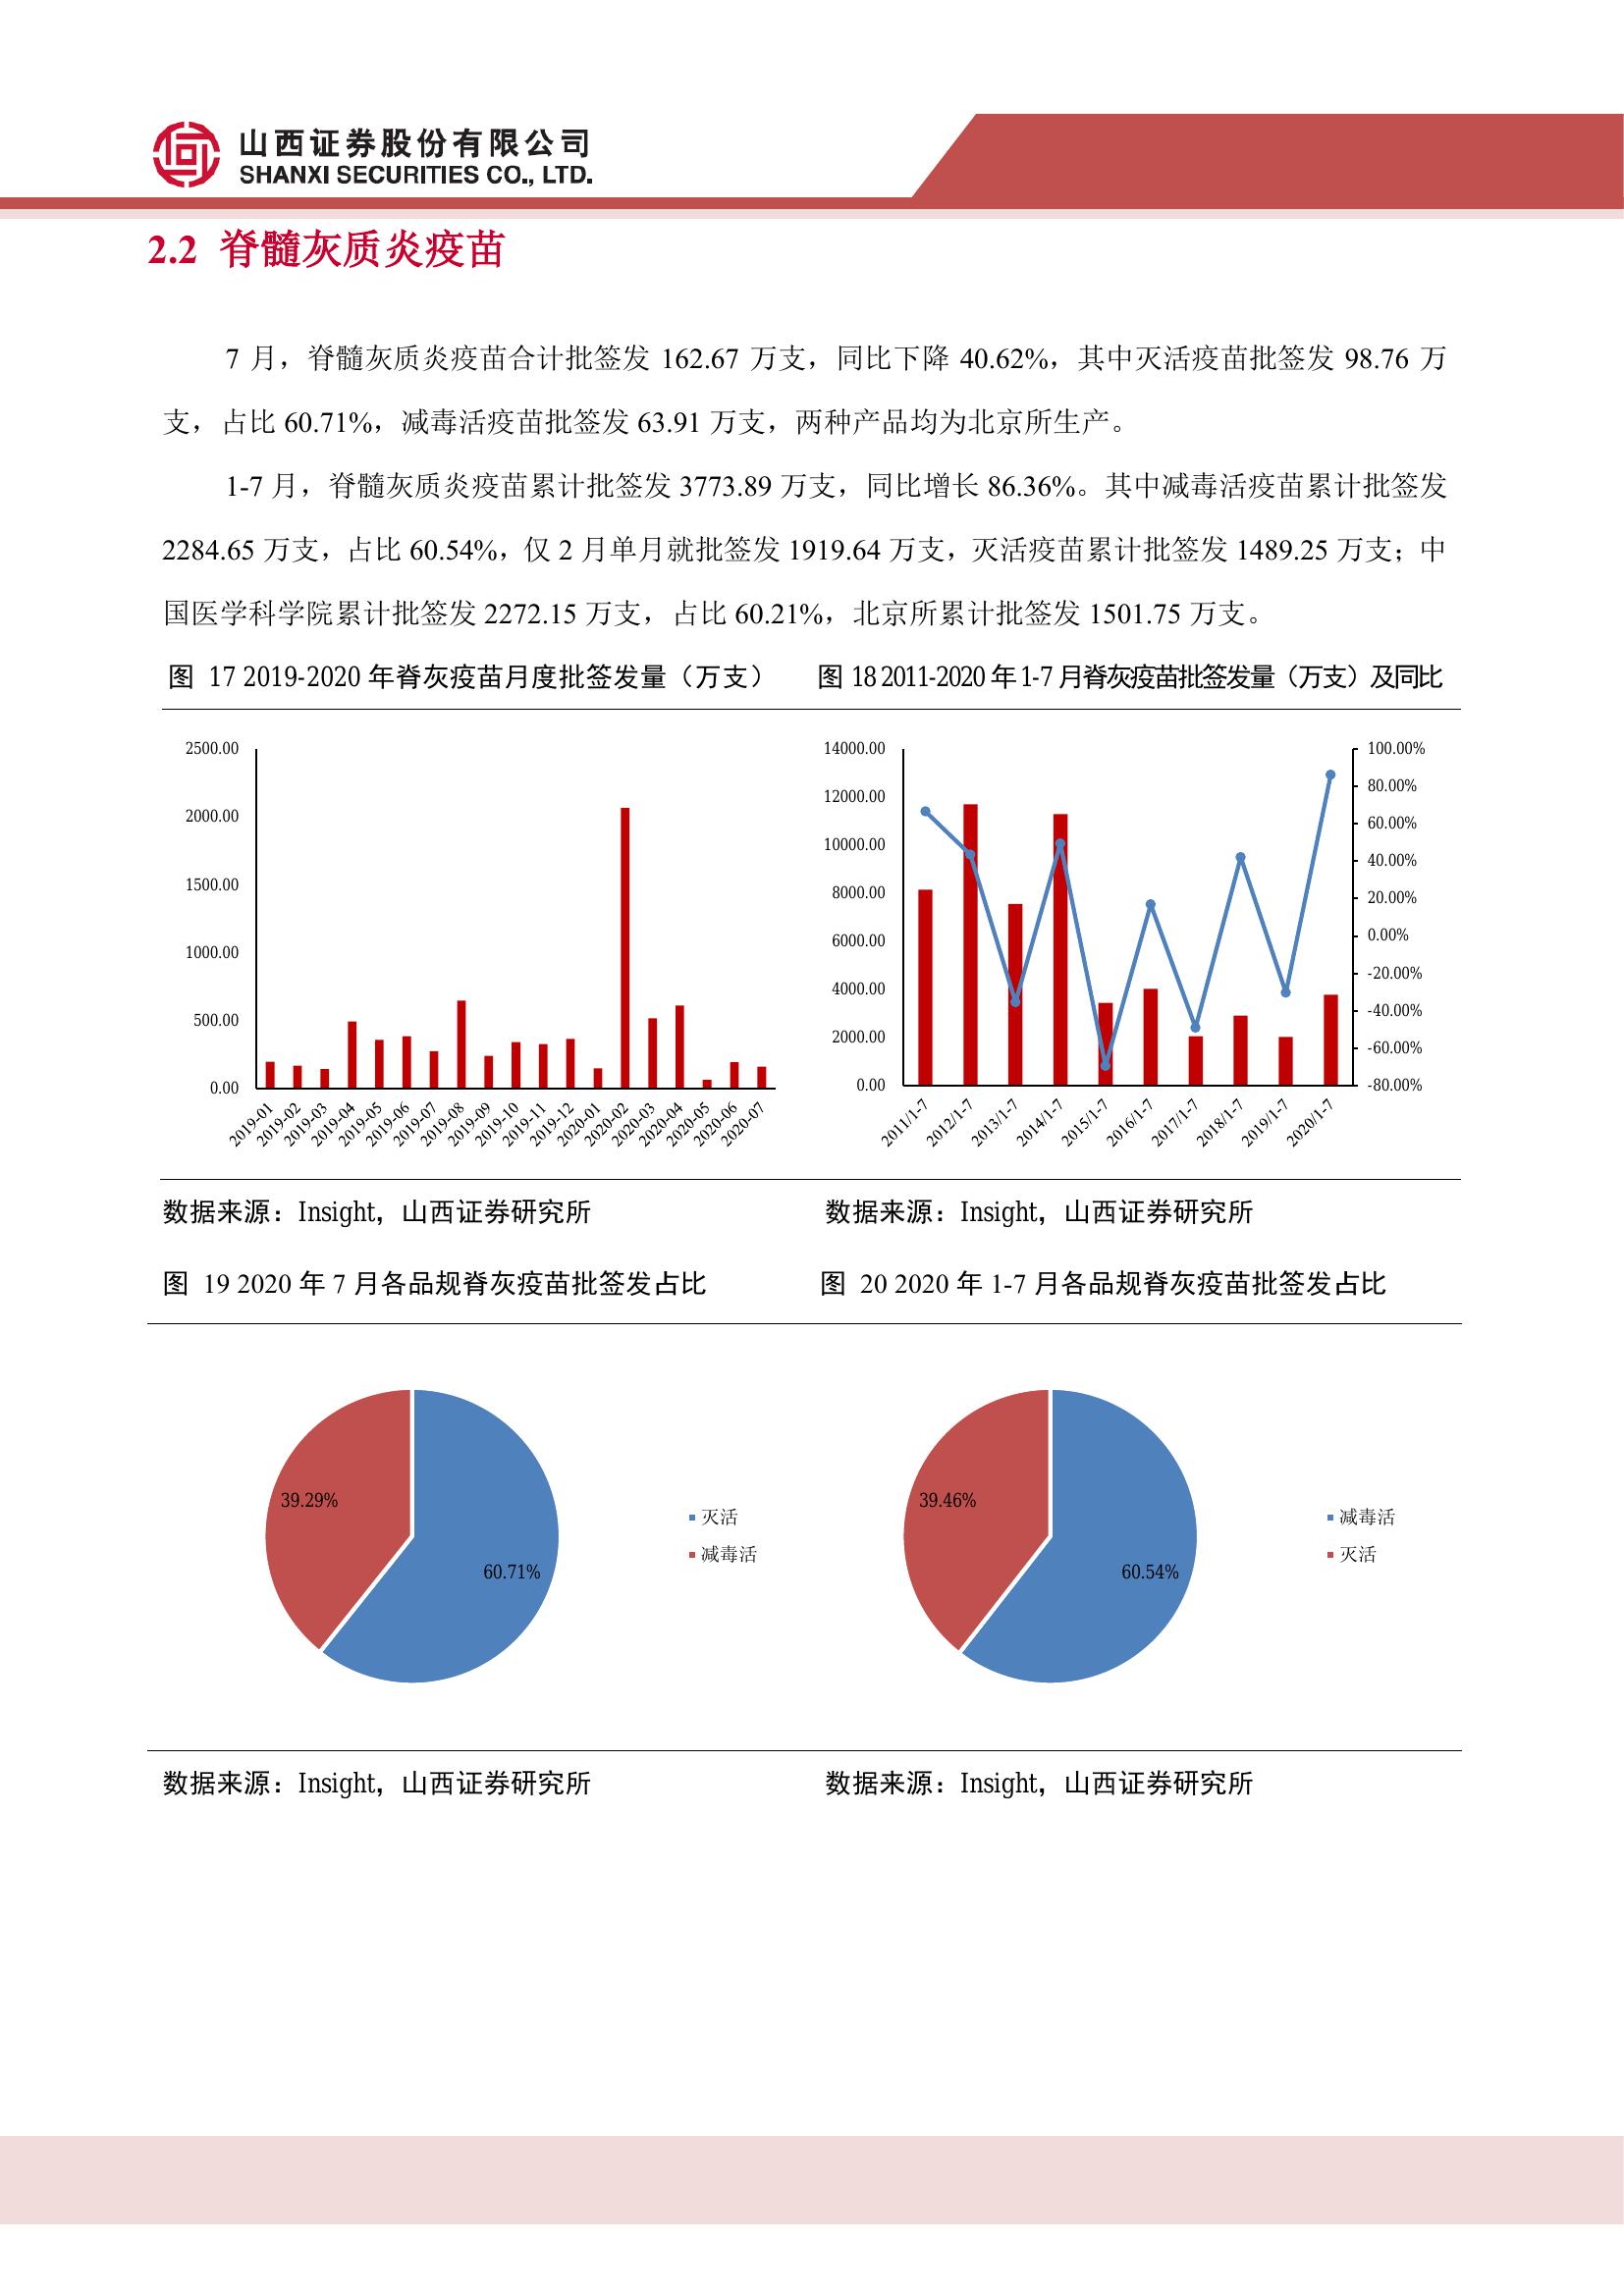 山西证券股份有限公司
SHANXI SECURITIES CO., LTD.
2.2 脊髓灰质炎疫苗
7 月，脊髓灰质炎疫苗合计批签发 162.67 万支，同比下降 40.62%，其中灭活疫苗批签发 98.76 万
支，占比 60.71%，减毒活疫苗批签发 63.91 万支，两种产品均为北京所生产。
1-7 月，脊髓灰质炎疫苗累计批签发 3773.89 万支，同比增长 86.36%。其中减毒活疫苗累计批签发
2284.65 万支，占比 60.54%，仅 2 月单月就批签发 1919.64 万支，灭活疫苗累计批签发 1489.25 万支；中
国医学科学院累计批签发 2272.15 万支，占比 60.21%，北京所累计批签发 1501.75 万支。
图 17 2019-2020 年脊灰疫苗月度批签发量（万支）
2500.00
2000.00
1500.00
1000.00
500.00
0.00
2019-01
2019-02
2019-03
2019-04
2019-05
2019-06
2019-07
2019-08
2019-09
2019-10
2019-11
2019-12
2020-01
2020-02
2020-03
2020-04
2020-05
2020-06
2020-07
图 18 2011-2020 年 1-7 月脊灰疫苗批签发量（万支）及同比
14000.00
12000.00
10000.00
8000.00
6000.00
4000.00
2000.00
0.00
100.00%
80.00%
60.00%
40.00%
20.00%
0.00%
-20.00%
-40.00%
-60.00%
-80.00%
2011/1-7
2012/1-7
2013/1-7
2014/1-7
2015/1-7
2016/1-7
2017/1-7
2018/1-7
2019/1-7
2020/1-7
数据来源：Insight，山西证券研究所
数据来源：Insight，山西证券研究所
图 19 2020 年 7 月各品规脊灰疫苗批签发占比
39.29%
60.71%
灭活
减毒活
图 20 2020 年 1-7 月各品规脊灰疫苗批签发占比
39.46%
60.54%
减毒活
灭活
数据来源：Insight，山西证券研究所
数据来源：Insight，山西证券研究所